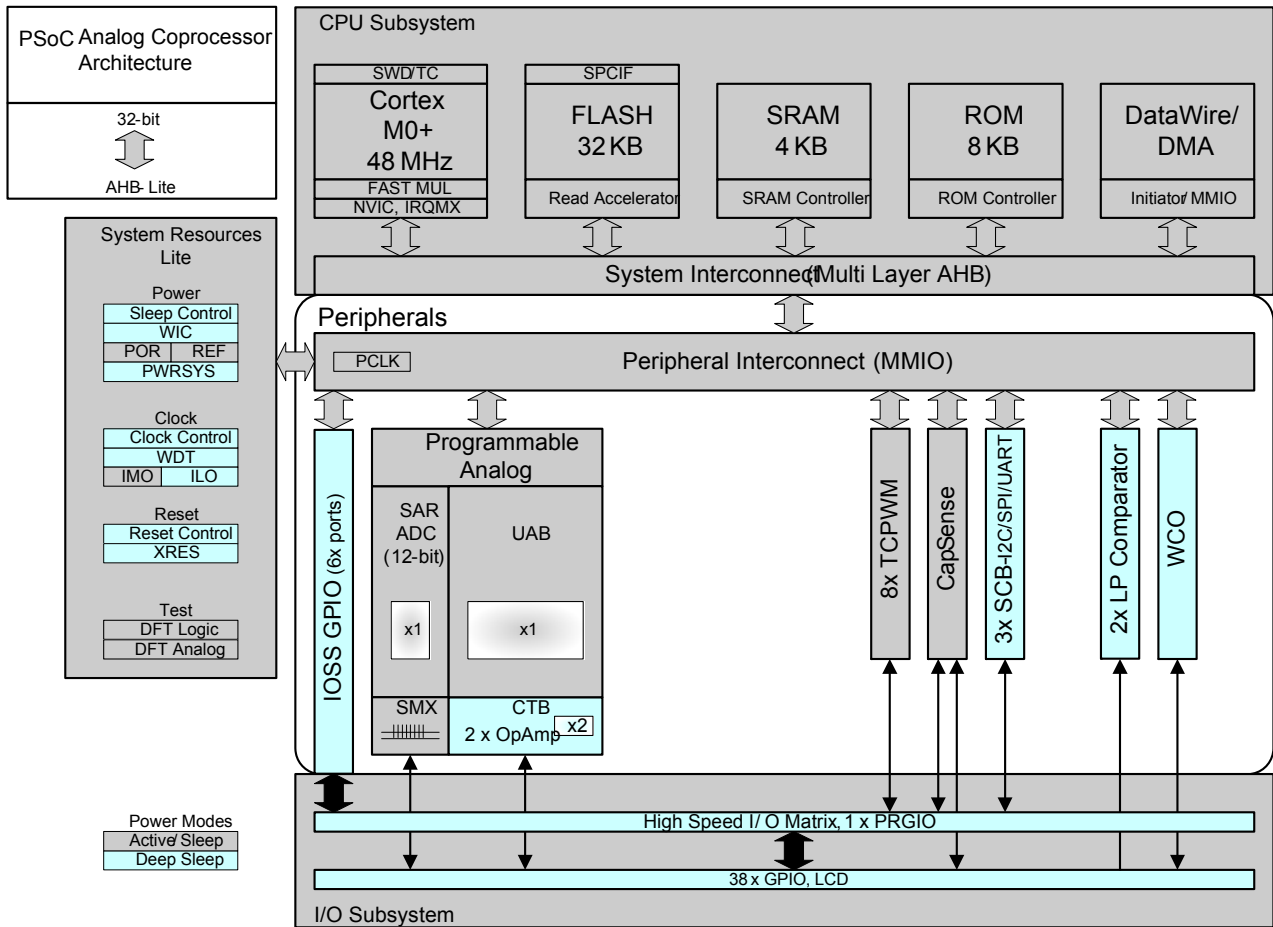 PSoC Analog Coprocessor
Architecture
32-bit
AHB- Lite
CPU Subsystem
SWD/TC
Cortex
M0+
48 MHz
FAST MUL
NVIC, IRQMX
SPCIF
FLASH
32 KB
Read Accelerator
SRAM
4 KB
SRAM Controller
ROM
8 KB
ROM Controller
DataWire/
DMA
Initiator/ MMIO
System Interconnect (Multi Layer AHB)
System Resources
Lite
Power
Sleep Control
WIC
POR REF
PWRSYS
Clock
Clock Control
WDT
IMO ILO
Reset
Reset Control
XRES
Test
DFT Logic
DFT Analog
Peripherals
PCLK
Peripheral Interconnect (MMIO)
IOSS GPIO (6x ports)
Programmable
Analog
SAR
ADC
(12-bit)
x1
UAB
x1
SMX
CTB
x2
2 x OpAmp
8x TCPWM
CapSense
3x SCB-I2C/SPI/UART
2x LP Comparator
WCO
Power Modes
Active/ Sleep
Deep Sleep
High Speed I/ O Matrix, 1 x PRGIO
38 x GPIO, LCD
I/O Subsystem